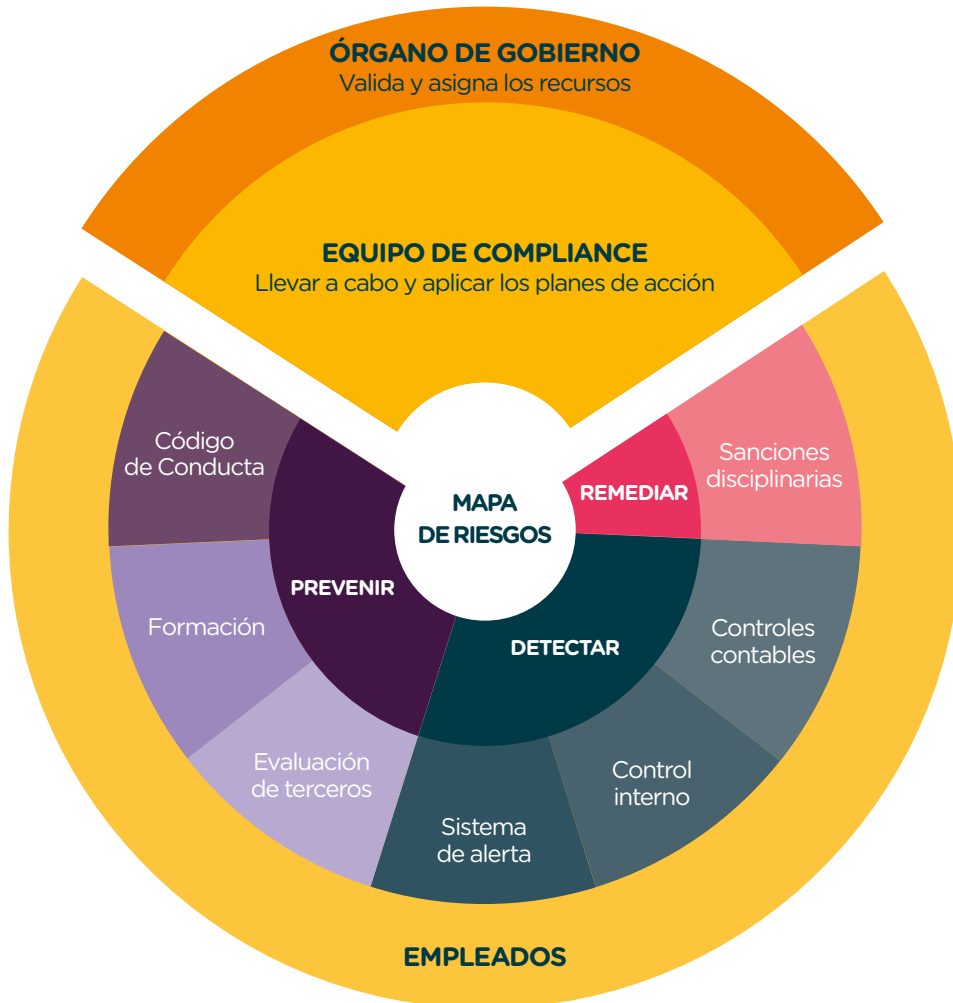 ÓRGANO DE GOBIERNO
Valida y asigna los recursos
EQUIPO DE COMPLIANCE
Llevar a cabo y aplicar los planes de acción
MAPA
DE RIESGOS
PREVENIR
Código
de Conducta
Formación
Evaluación
de terceros
DETECTAR
Sistema
de alerta
Control
interno
Controles
contables
REMEDIAR
Sanciones
disciplinarias
EMPLEADOS